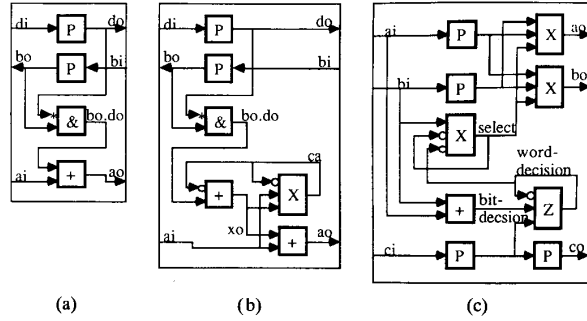 di P do
bo P bi
* & bo.do
ai + ao
di P do
bo P bi
* & bo.do
ca
+ X
xo
ai + ao
ai P X ao
bi P X bo
X select
word-
decision
+ bit-
decsion Z
ci P P co
(a) (b) (c)